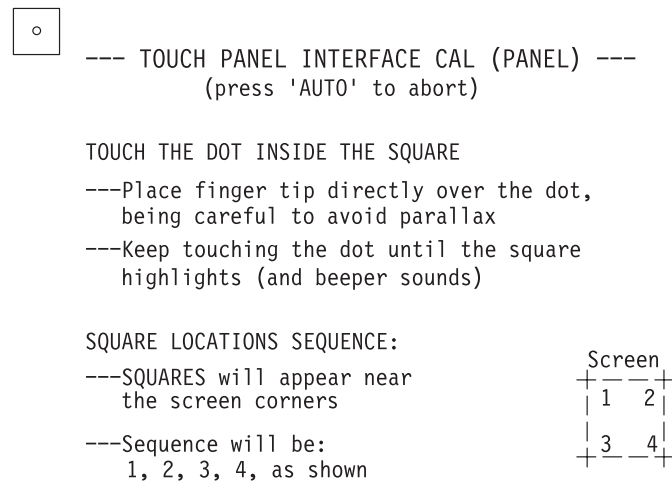 --- TOUCH PANEL INTERFACE CAL (PANEL) ---
(press 'AUTO' to abort)
TOUCH THE DOT INSIDE THE SQUARE
---Place finger tip directly over the dot,
being careful to avoid parallax
---Keep touching the dot until the square
highlights (and beeper sounds)
SQUARE LOCATIONS SEQUENCE:
---SQUARES will appear near
the screen corners
---Sequence will be:
1, 2, 3, 4, as shown
Screen
1 2
3 4